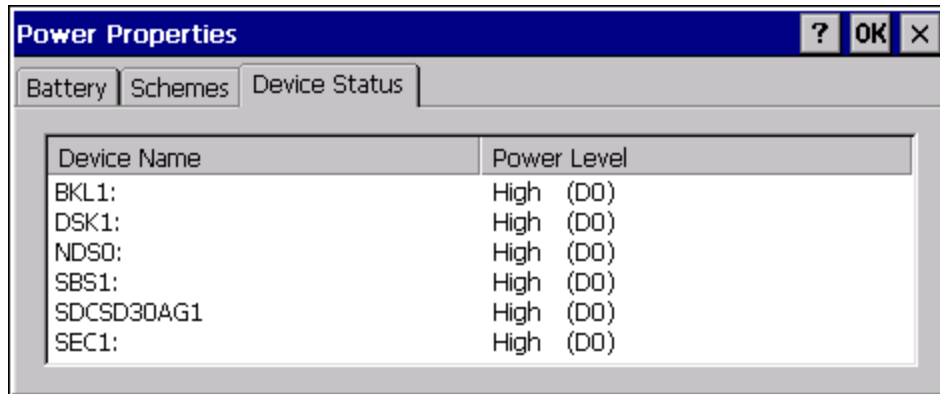 Power Properties ? OK ×
Battery Schemes Device Status
Device Name Power Level
BKL1: High (D0)
DSK1: High (D0)
NDS0: High (D0)
SBS1: High (D0)
SDCSD30AG1 High (D0)
SEC1: High (D0)